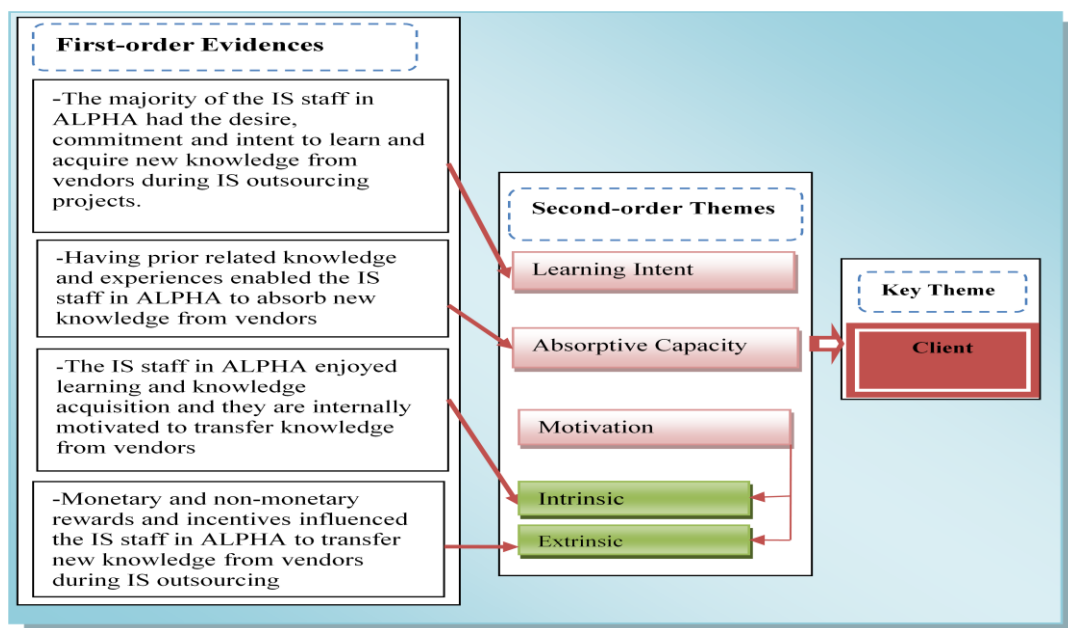 First-order Evidences
-The majority of the IS staff in
ALPHA had the desire,
commitment and intent to learn and
acquire new knowledge from
vendors during IS outsourcing
projects.
-Having prior related knowledge
and experiences enabled the IS
staff in ALPHA to absorb new
knowledge from vendors
-The IS staff in ALPHA enjoyed
learning and knowledge
acquisition and they are internally
motivated to transfer knowledge
from vendors
-Monetary and non-monetary
rewards and incentives influenced
the IS staff in ALPHA to transfer
new knowledge from vendors
during IS outsourcing
Second-order Themes
Learning Intent
Absorptive Capacity
Motivation
Intrinsic
Extrinsic
Key Theme
Client